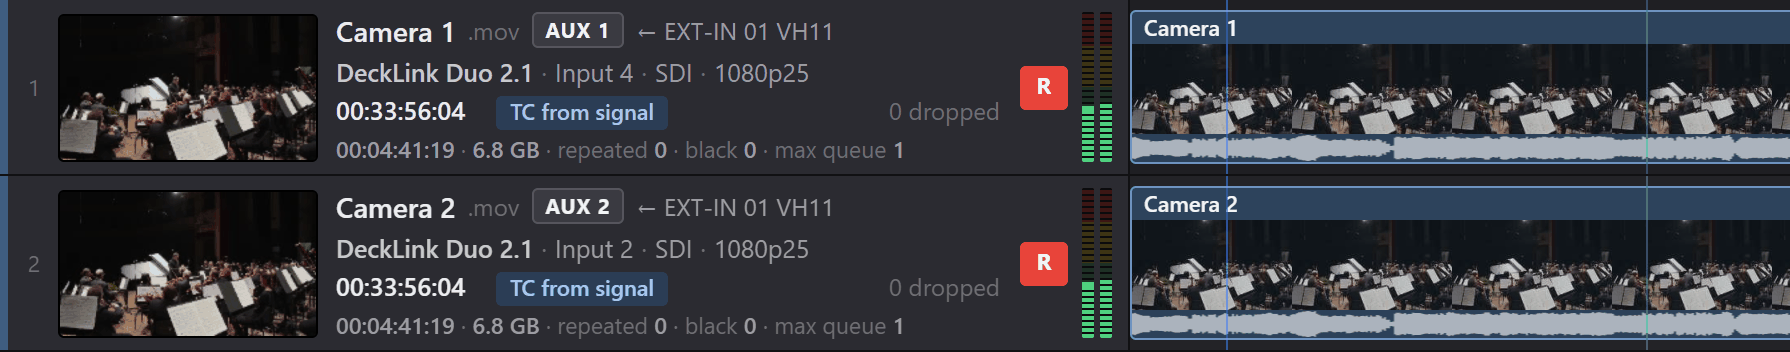 1
Camera 1 .mov AUX 1 ← EXT-IN 01 VH11
DeckLink Duo 2.1 · Input 4 · SDI · 1080p25
00:33:56:04 TC from signal 0 dropped
00:04:41:19 · 6.8 GB · repeated 0 · black 0 · max queue 1
R
Camera 1
2
Camera 2 .mov AUX 2 ← EXT-IN 01 VH11
DeckLink Duo 2.1 · Input 2 · SDI · 1080p25
00:33:56:04 TC from signal 0 dropped
00:04:41:19 · 6.8 GB · repeated 0 · black 0 · max queue 1
R
Camera 2